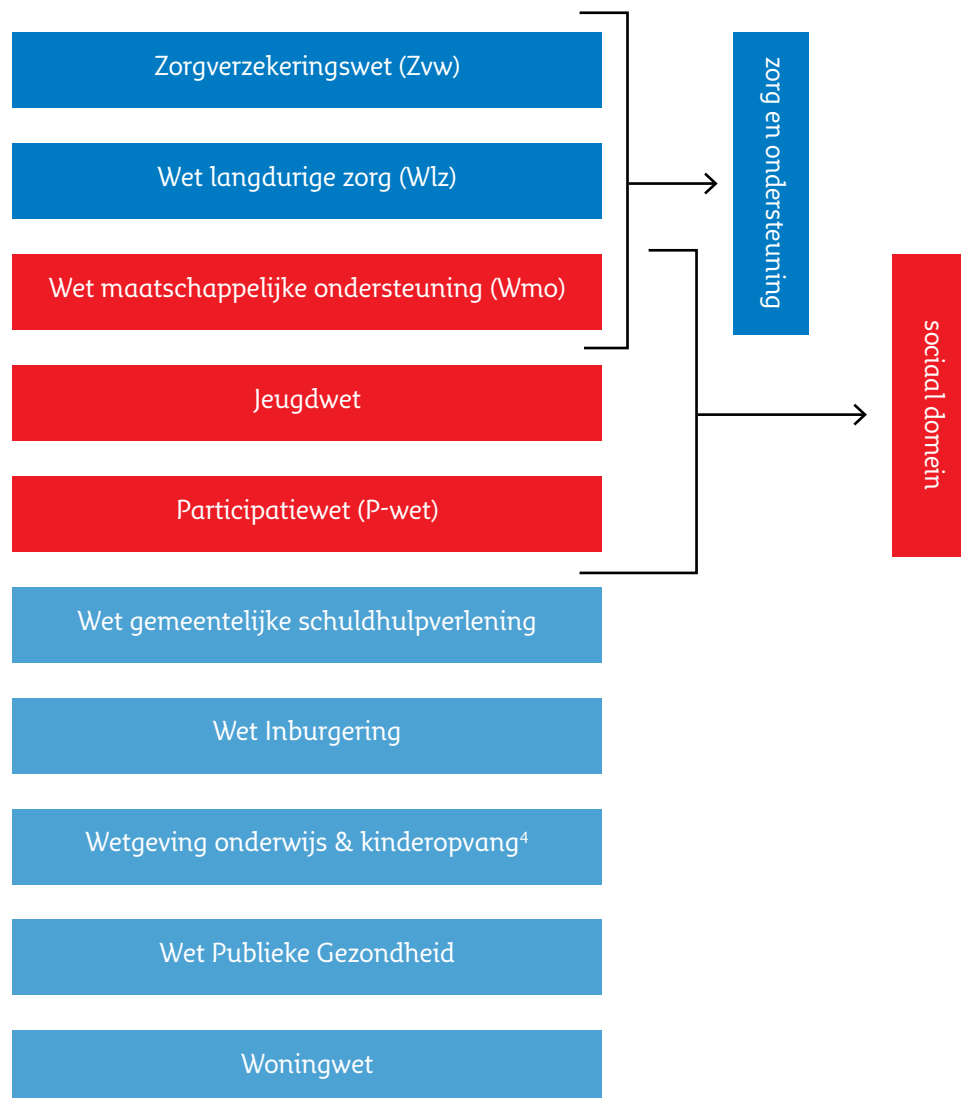 Zorgverzekeringswet (Zvw)
Wet langdurige zorg (Wlz)
Wet maatschappelijke ondersteuning (Wmo)
Jeugdwet
Participatiewet (P-wet)
Wet gemeentelijke schuldhulpverlening
Wet Inburgering
Wetgeving onderwijs & kinderopvang⁴
Wet Publieke Gezondheid
Woningwet
zorg en ondersteuning
sociaal domein